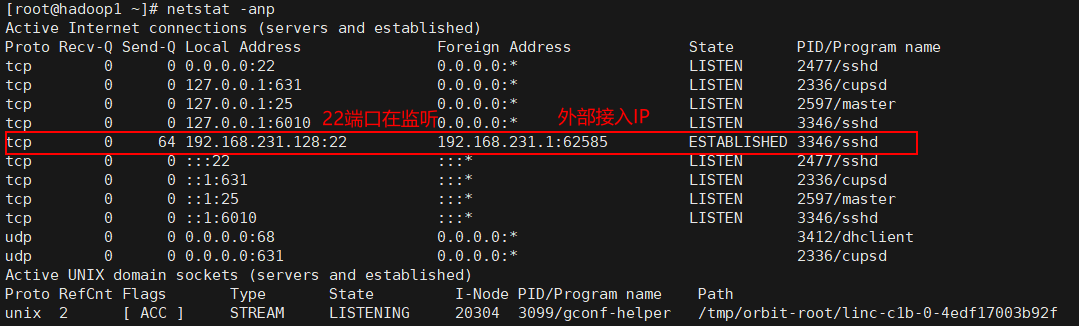 [root@hadoop1 ~]# netstat -anp
Active Internet connections (servers and established)
Proto Recv-Q Send-Q Local Address Foreign Address State PID/Program name
tcp 0 0 0.0.0.0:22 0.0.0.0:* LISTEN 2477/sshd
tcp 0 0 127.0.0.1:631 0.0.0.0:* LISTEN 2336/cupsd
tcp 0 0 127.0.0.1:25 0.0.0.0:* LISTEN 2597/master
tcp 0 0 127.0.0.1:6010 22端口在监听 0.0.0.0:* 外部接入IP LISTEN 3346/sshd
tcp 0 64 192.168.231.128:22 192.168.231.1:62585 ESTABLISHED 3346/sshd
tcp 0 0 :::22 :::* LISTEN 2477/sshd
tcp 0 0 ::1:631 :::* LISTEN 2336/cupsd
tcp 0 0 ::1:25 :::* LISTEN 2597/master
tcp 0 0 ::1:6010 :::* LISTEN 3346/sshd
udp 0 0 0.0.0.0:68 0.0.0.0:* 3412/dhclient
udp 0 0 0.0.0.0:631 0.0.0.0:* 2336/cupsd
Active UNIX domain sockets (servers and established)
Proto RefCnt Flags Type State I-Node PID/Program name Path
unix 2 [ ACC ] STREAM LISTENING 20304 3099/gconf-helper /tmp/orbit-root/linc-c1b-0-4edf17003b92f